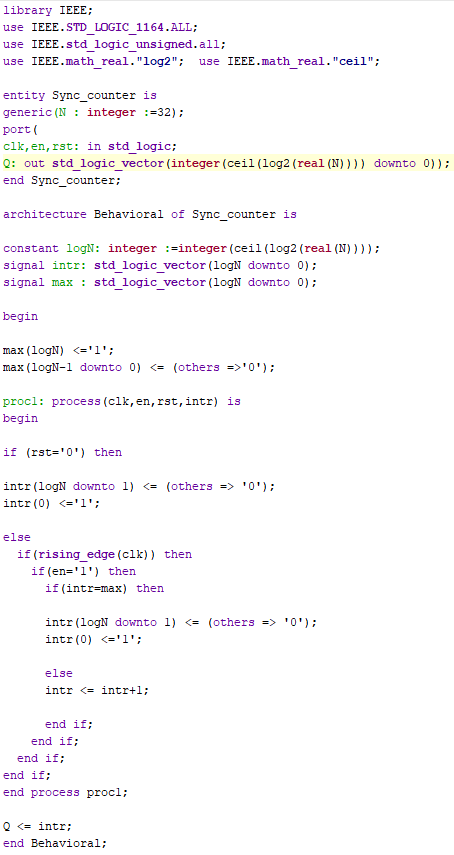 library IEEE;
use IEEE.STD_LOGIC_1164.ALL;
use IEEE.std_logic_unsigned.all;
use IEEE.math_real."log2";  use IEEE.math_real."ceil";
entity Sync_counter is
generic(N : integer :=32);
port(
clk,en,rst: in std_logic;
Q: out std_logic_vector(integer(ceil(log2(real(N)))) downto 0));
end Sync_counter;
architecture Behavioral of Sync_counter is
constant logN: integer :=integer(ceil(log2(real(N))));
signal intr: std_logic_vector(logN downto 0);
signal max : std_logic_vector(logN downto 0);
begin
max(logN) <='1';
max(logN-1 downto 0) <= (others =>'0');
proc1: process(clk,en,rst,intr) is
begin
if (rst='0') then
intr(logN downto 1) <= (others => '0');
intr(0) <='1';
else
if(rising_edge(clk)) then
if(en='1') then
if(intr=max) then
intr(logN downto 1) <= (others => '0');
intr(0) <='1';
else
intr <= intr+1;
end if;
end if;
end if;
end if;
end process proc1;
Q <= intr;
end Behavioral;